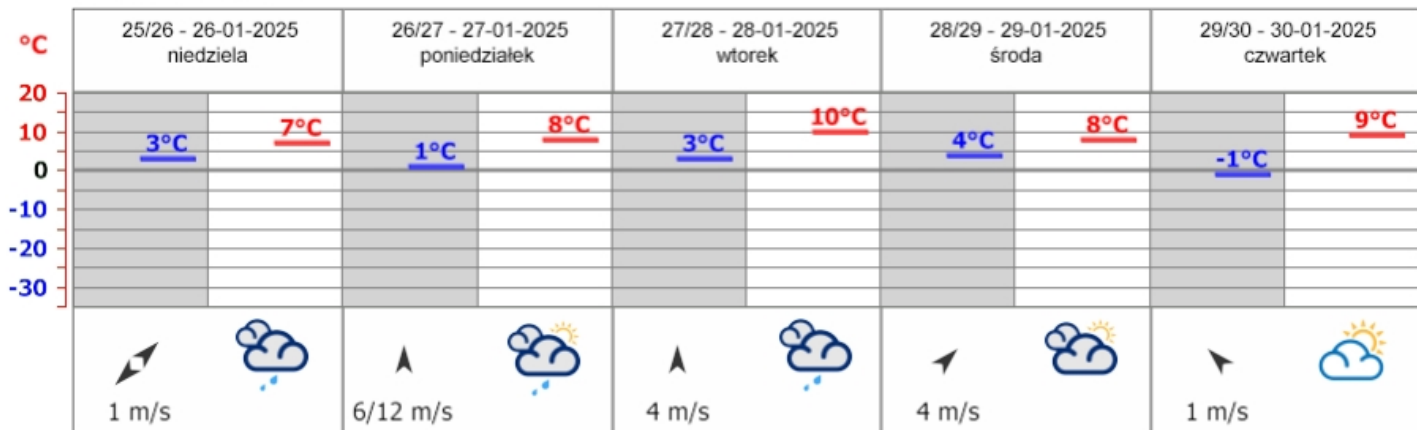 °C
25/26 - 26-01-2025
niedziela
26/27 - 27-01-2025
poniedziałek
27/28 - 28-01-2025
wtorek
28/29 - 29-01-2025
środa
29/30 - 30-01-2025
czwartek
20
10
0
-10
-20
-30
3°C
7°C
1°C
8°C
3°C
10°C
4°C
8°C
-1°C
9°C
1 m/s
6/12 m/s
4 m/s
4 m/s
1 m/s